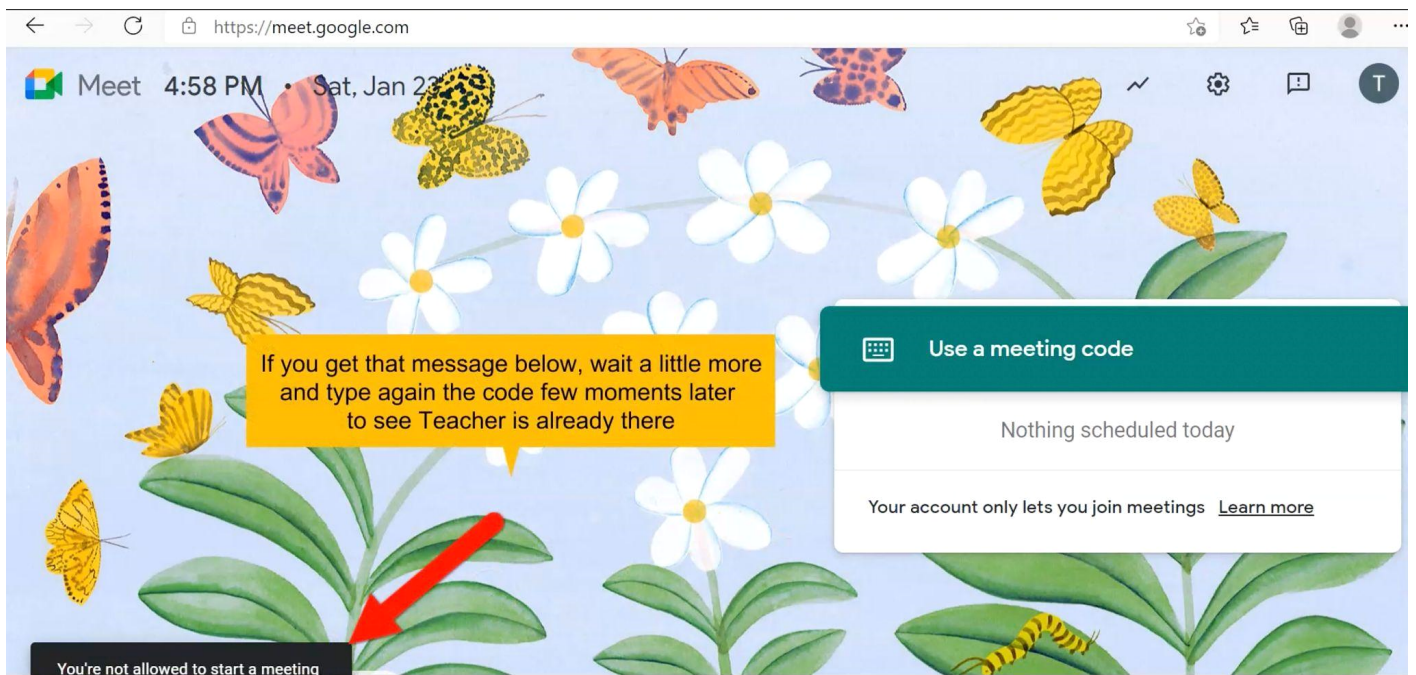 https://meet.google.com
Meet 4:58 PM • Sat, Jan 23
T
Use a meeting code
If you get that message below, wait a little more
and type again the code few moments later
to see Teacher is already there
Nothing scheduled today
Your account only lets you join meetings Learn more
You're not allowed to start a meeting